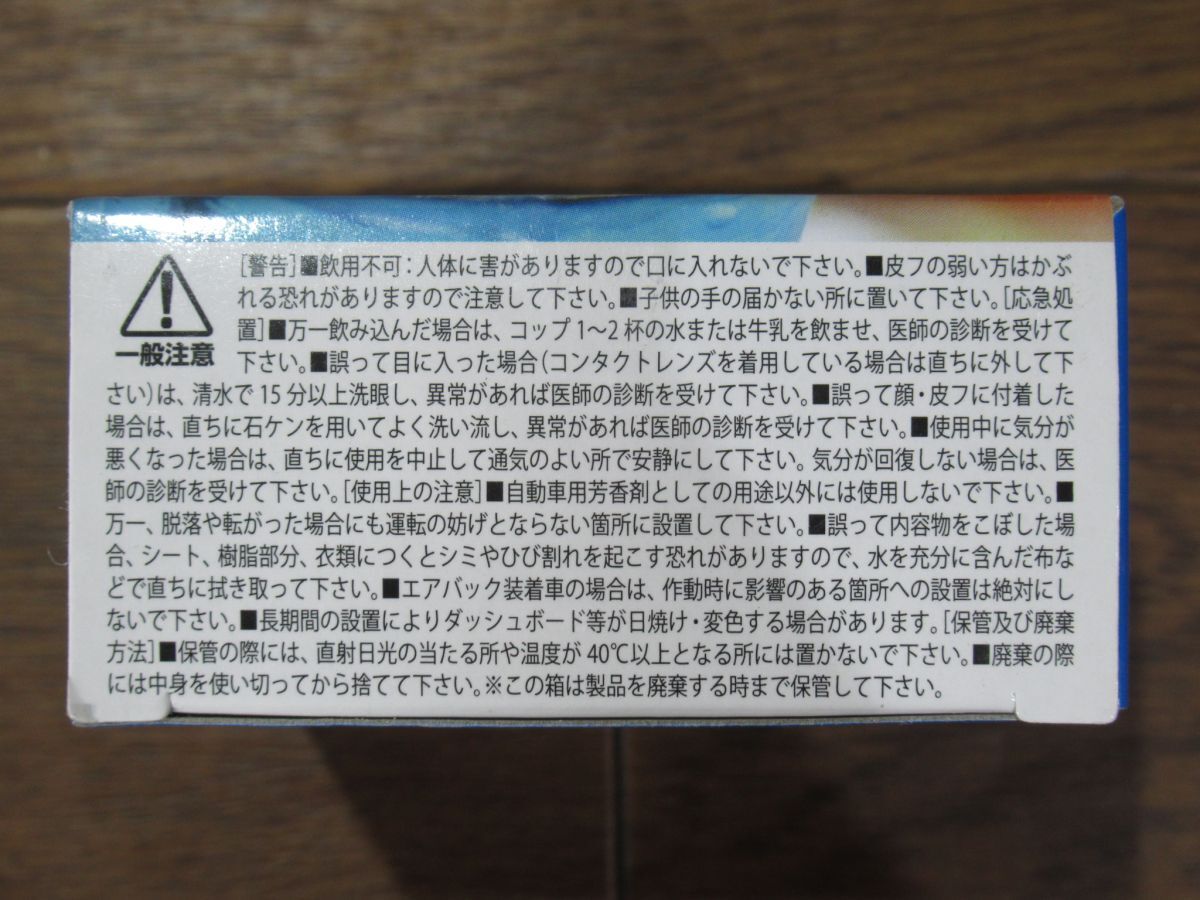 [警告]■飲用不可：人体に害がありますので口に入れないで下さい。■皮フの弱い方はかぶ
れる恐れがありますので注意して下さい。■子供の手の届かない所に置いて下さい。[応急処
置]■万一飲み込んだ場合は、コップ1～2杯の水または牛乳を飲ませ、医師の診断を受けて
一般注意
下さい。■誤って目に入った場合(コンタクトレンズを着用している場合は直ちに外して下
さい)は、清水で15分以上洗眼し、異常があれば医師の診断を受けて下さい。■誤って顔・皮フに付着した
場合は、直ちに石ケンを用いてよく洗い流し、異常があれば医師の診断を受けて下さい。■使用中に気分が
悪くなった場合は、直ちに使用を中止して通気のよい所で安静にして下さい。気分が回復しない場合は、医
師の診断を受けて下さい。[使用上の注意]■自動車用芳香剤としての用途以外には使用しないで下さい。■
万一、脱落や転がった場合にも運転の妨げとならない箇所に設置して下さい。■誤って内容物をこぼした場
合、シート、樹脂部分、衣類につくとシミやひび割れを起こす恐れがありますので、水を充分に含んだ布な
どで直ちに拭き取って下さい。■エアバック装着車の場合は、作動時に影響のある箇所への設置は絶対にし
ないで下さい。■長期間の設置によりダッシュボード等が日焼け・変色する場合があります。[保管及び廃棄
方法]■保管の際には、直射日光の当たる所や温度が40℃以上となる所には置かないで下さい。■廃棄の際
には中身を使い切ってから捨てて下さい。※この箱は製品を廃棄する時まで保管して下さい。